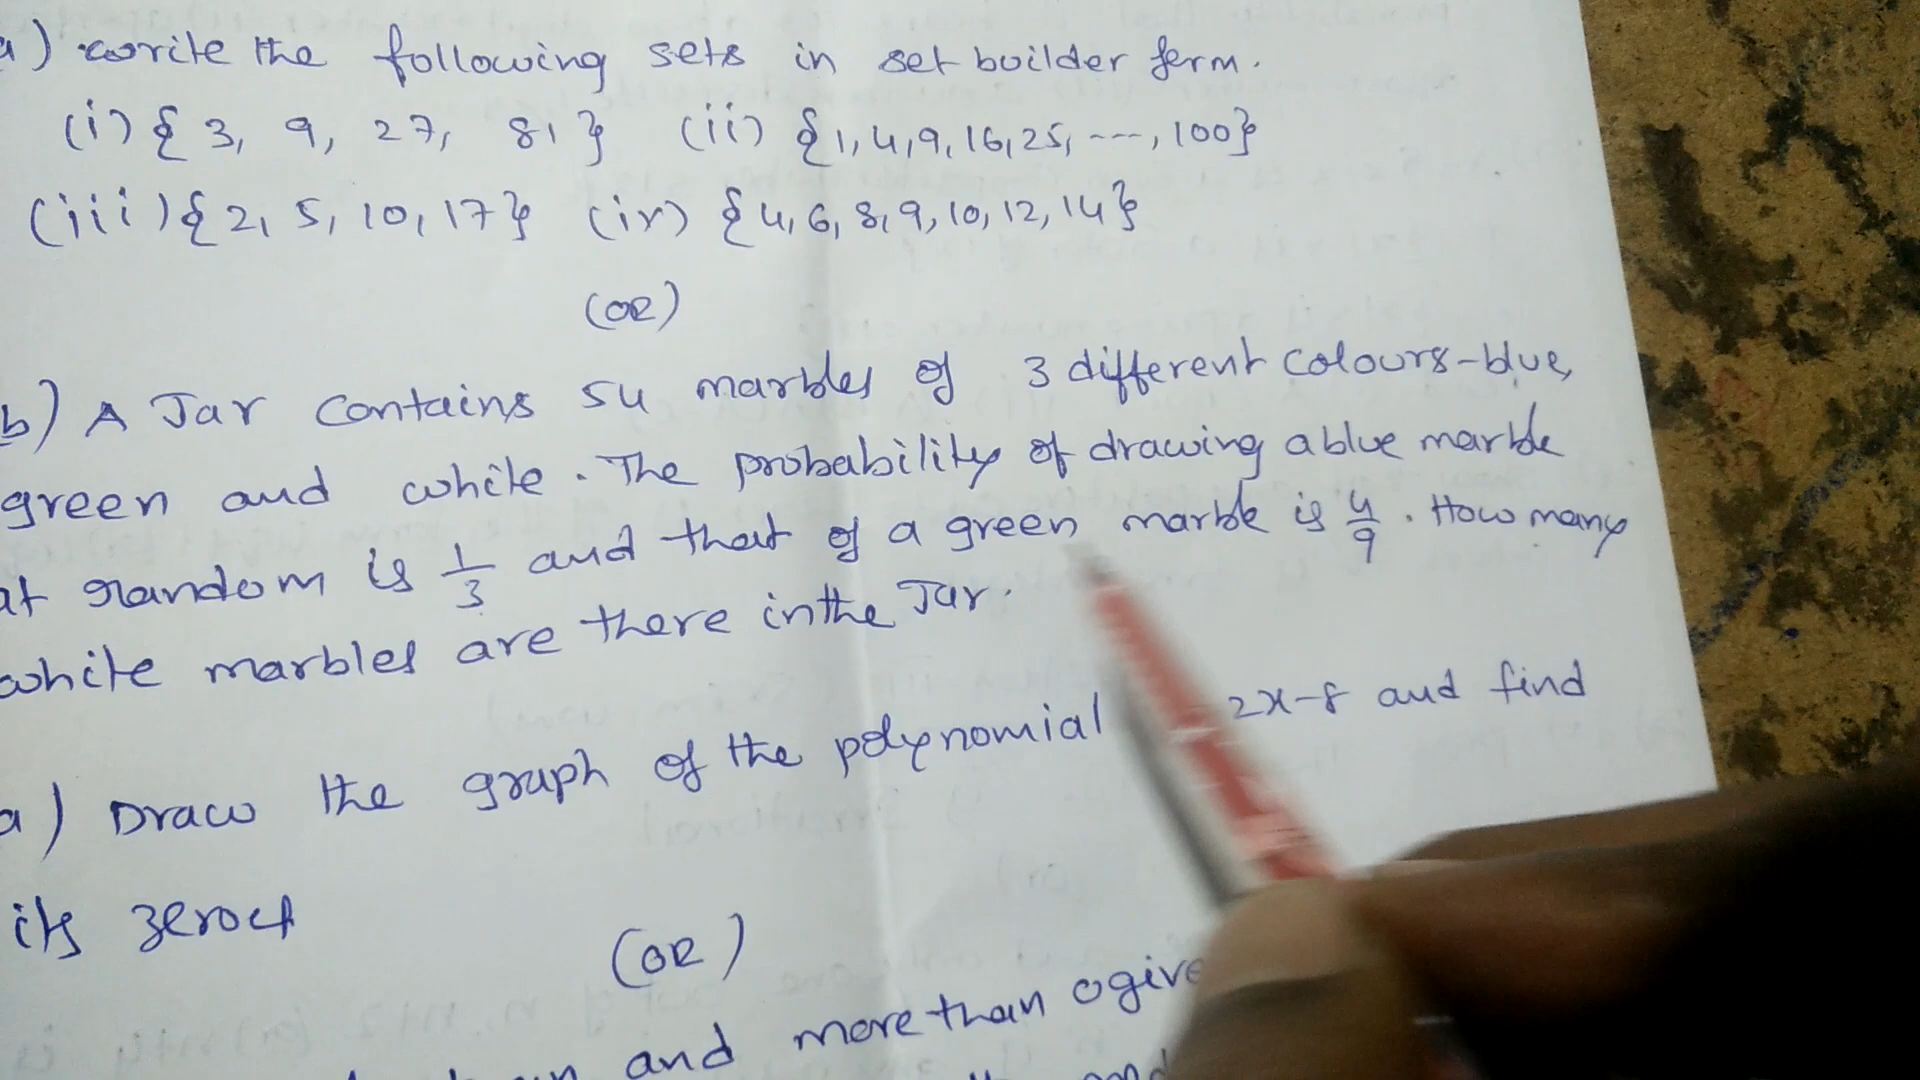 a) write the following sets in set builder form.
(i) { 3, 9, 27, 81 } (ii) {1, 4, 9, 16, 25, ---, 100}
(iii) {2, 5, 10, 17} (iv) {4, 6, 8, 9, 10, 12, 14}
(OR)
b) A Jar contains 54 marbles of 3 different colours-blue,
green and white. The probability of drawing a blue marble
at random is 1/3 and that of a green marble is 4/9. How many
white marbles are there in the Jar.
a) Draw the graph of the polynomial 2x-8 and find
its zeroes
(OR)
and more than ogive